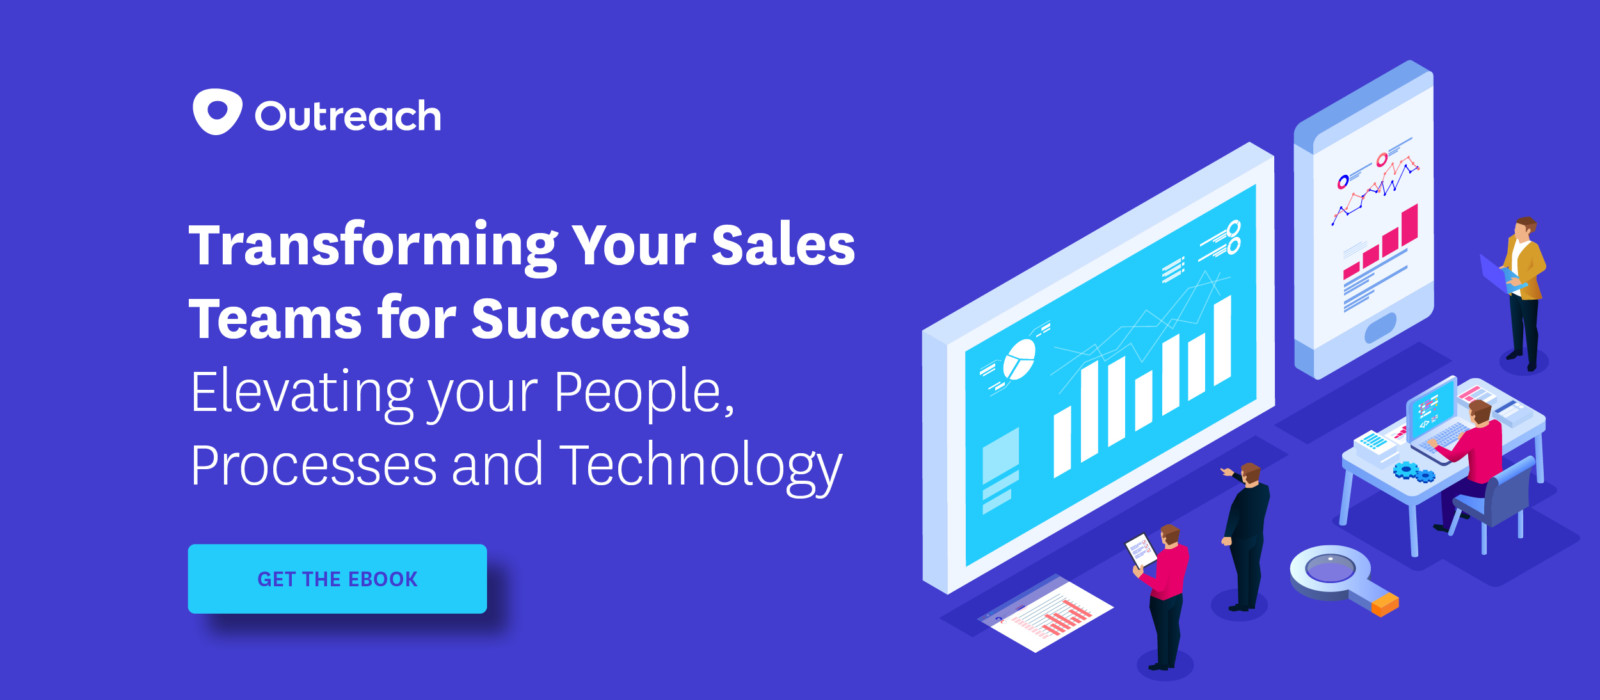 Outreach
Transforming Your Sales
Teams for Success
Elevating your People,
Processes and Technology
GET THE EBOOK